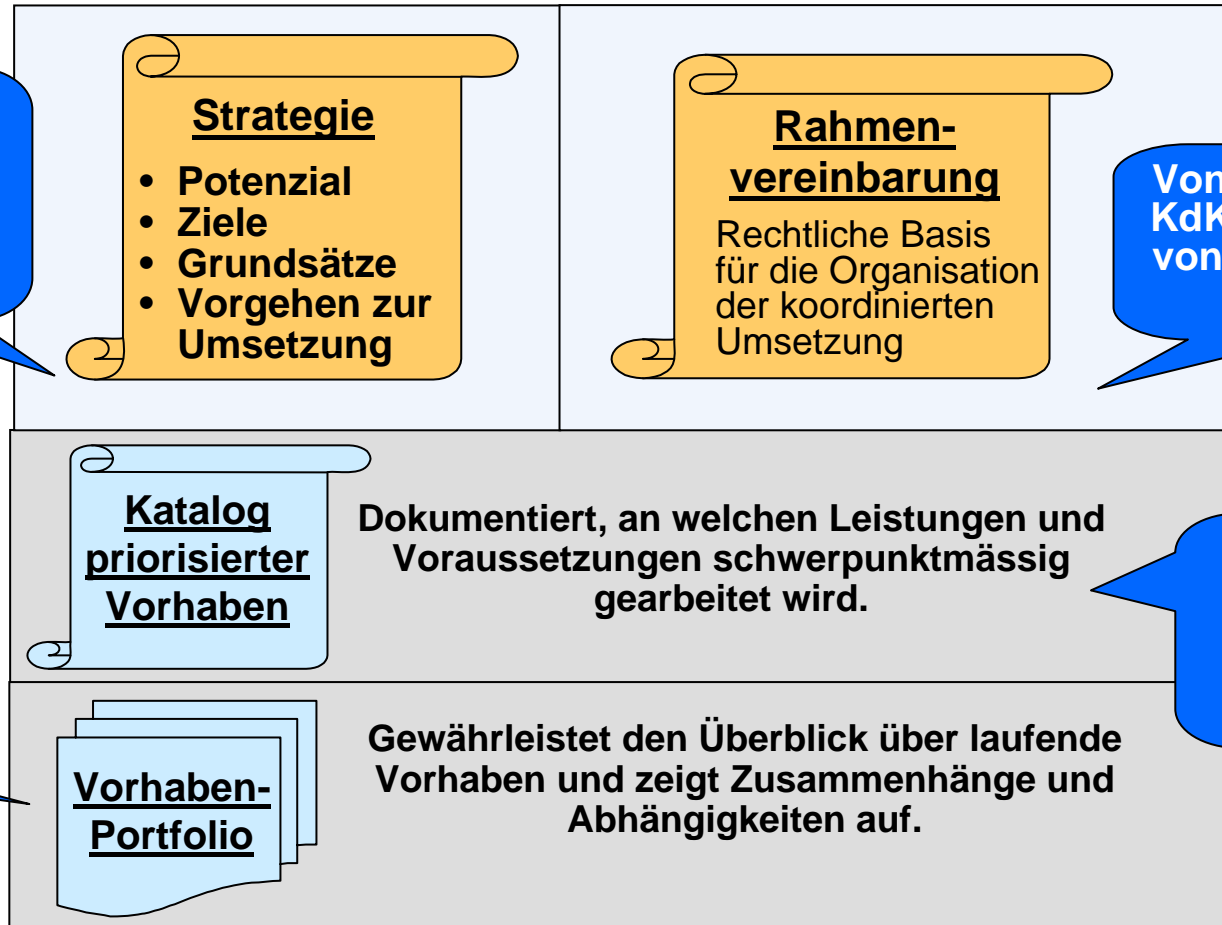 Strategie
• Potenzial
• Ziele
• Grundsätze
• Vorgehen zur
Umsetzung
Rahmen-
vereinbarung
Rechtliche Basis
für die Organisation
der koordinierten
Umsetzung
Von
KdK
von
Katalog
priorisierter
Vorhaben
Dokumentiert, an welchen Leistungen und
Voraussetzungen schwerpunktmässig
gearbeitet wird.
Vorhaben-
Portfolio
Gewährleistet den Überblick über laufende
Vorhaben und zeigt Zusammenhänge und
Abhängigkeiten auf.